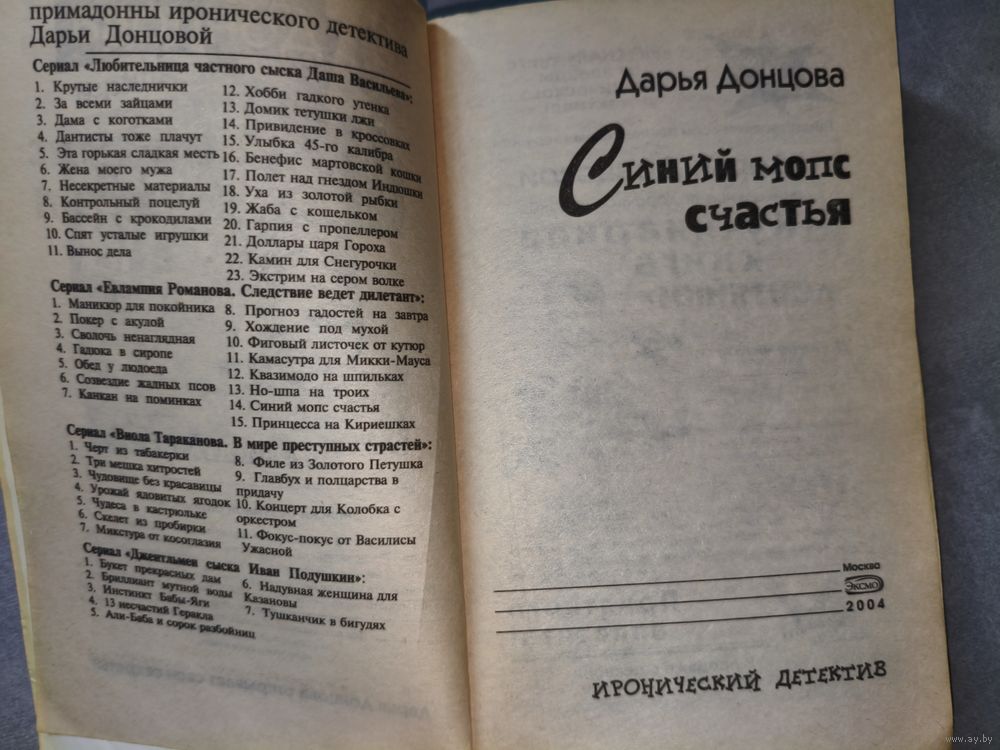 примадонны иронического детектива
Дарьи Донцовой
Сериал «Любительница частного сыска Даша Васильева»:
1. Крутые наследнички
2. За всеми зайцами
3. Дама с коготками
4. Дантисты тоже плачут
5. Эта горькая сладкая месть
6. Жена моего мужа
7. Несекретные материалы
8. Контрольный поцелуй
9. Бассейн с крокодилами
10. Спят усталые игрушки
11. Вынос дела
12. Хобби гадкого утенка
13. Домик тетушки лжи
14. Привидение в кроссовках
15. Улыбка 45-го калибра
16. Бенефис мартовской кошки
17. Полет над гнездом Индюшки
18. Уха из золотой рыбки
19. Жаба с кошельком
20. Гарпия с пропеллером
21. Доллары царя Гороха
22. Камин для Снегурочки
23. Экстрим на сером волке
Сериал «Евлампия Романова. Следствие ведет дилетант»:
1. Маникюр для покойника
2. Покер с акулой
3. Сволочь ненаглядная
4. Гадюка в сиропе
5. Обед у людоеда
6. Созвездие жадных псов
7. Канкан на поминках
8. Прогноз гадостей на завтра
9. Хождение под мухой
10. Фиговый листочек от кутюр
11. Камасутра для Микки-Мауса
12. Квазимодо на шпильках
13. Но-шпа на троих
14. Синий мопс счастья
15. Принцесса на Кириешках
Сериал «Виола Тараканова. В мире преступных страстей»:
1. Черт из табакерки
2. Три мешка хитростей
3. Чудовище без красавицы
4. Урожай ядовитых ягодок
5. Чудеса в кастрюльке
6. Скелет из пробирки
7. Микстура от косоглазия
8. Филе из Золотого Петушка
9. Главбух и полцарства в
придачу
10. Концерт для Колобка с
оркестром
11. Фокус-покус от Василисы
Ужасной
Сериал «Джентльмен сыска Иван Подушкин»:
1. Букет прекрасных дам
2. Бриллиант мутной воды
3. Инстинкт Бабы-Яги
4. 13 несчастий Геракла
5. Али-Баба и сорок разбойниц
6. Надувная женщина для
Казановы
7. Тушканчик в бигудях
Дарья Донцова
Синий мопс
счастья
Москва
ЭКСМО
2004
ИРОНИЧЕСКИЙ ДЕТЕКТИВ
www.ay.by